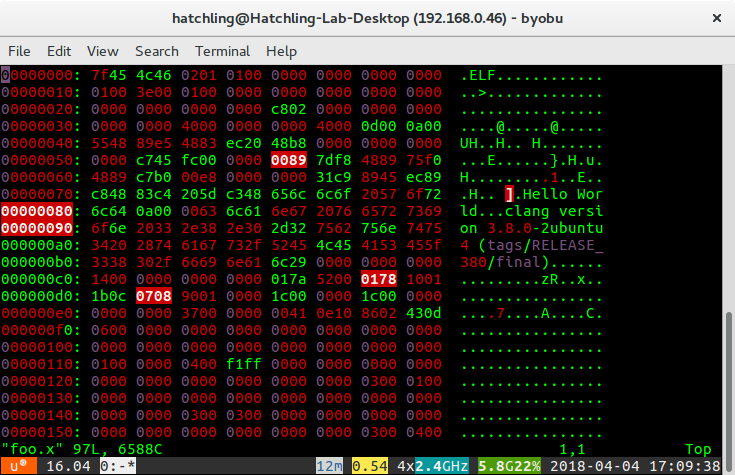 hatchling@Hatchling-Lab-Desktop (192.168.0.46) - byobu
File Edit View Search Terminal Help
00000000: 7f45 4c46 0201 0100 0000 0000 0000 0000 .ELF............
00000010: 0100 3e00 0100 0000 0000 0000 0000 0000 ..>.............
00000020: 0000 0000 0000 0000 c802 0000 0000 0000 ................
00000030: 0000 0000 4000 0000 0000 4000 0d00 0a00 ....@.....@.....
00000040: 5548 89e5 4883 ec20 48b8 0000 0000 0000 UH..H.. H.......
00000050: 0000 c745 fc00 0000 0089 7df8 4889 75f0 ...E......}.H.u.
00000060: 4889 c7b0 00e8 0000 0000 31c9 8945 ec89 H.........1..E..
00000070: c848 83c4 205d c348 656c 6c6f 2057 6f72 .H.. ].Hello Wor
00000080: 6c64 0a00 0063 6c61 6e67 2076 6572 7369 ld...clang versi
00000090: 6f6e 2033 2e38 2e30 2d32 7562 756e 7475 on 3.8.0-2ubuntu
000000a0: 3420 2874 6167 732f 5245 4c45 4153 455f 4 (tags/RELEASE_
000000b0: 3338 302f 6669 6e61 6c29 0000 0000 0000 380/final)......
000000c0: 1400 0000 0000 0000 017a 5200 0178 1001 .........zR..x..
000000d0: 1b0c 0708 9001 0000 1c00 0000 1c00 0000 ................
000000e0: 0000 0000 3700 0000 0041 0e10 8602 430d ....7....A....C.
000000f0: 0600 0000 0000 0000 0000 0000 0000 0000 ................
00000100: 0000 0000 0000 0000 0000 0000 0000 0000 ................
00000110: 0100 0000 0400 f1ff 0000 0000 0000 0000 ................
00000120: 0000 0000 0000 0000 0000 0000 0300 0100 ................
00000130: 0000 0000 0000 0000 0000 0000 0000 0000 ................
00000140: 0000 0000 0300 0300 0000 0000 0000 0000 ................
00000150: 0000 0000 0000 0000 0000 0000 0300 0400 ................
"foo.x" 97L, 6588C 1,1 Top
u 16.04 0:-* 12m 0.54 4x2.4GHz 5.8G22% 2018-04-04 17:09:38